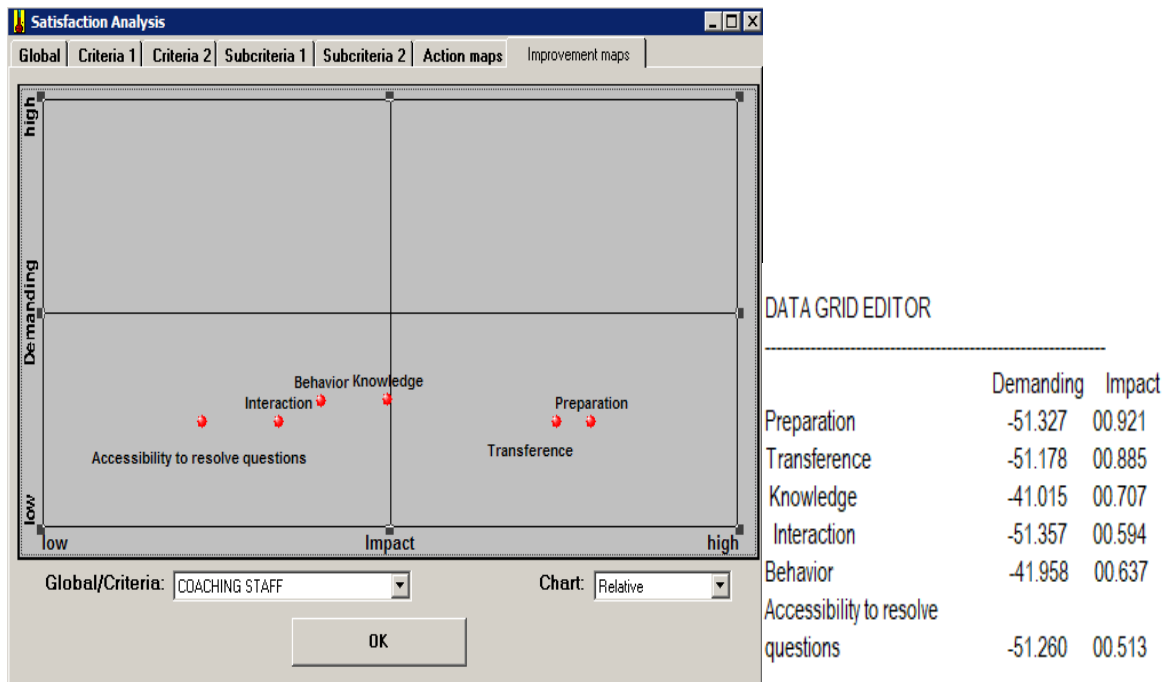 Satisfaction Analysis
Global Criteria 1 Criteria 2 Subcriteria 1 Subcriteria 2 Action maps Improvement maps
high
Demanding
low
Behavior Knowledge
Interaction
Preparation
Transference
Accessibility to resolve questions
low Impact high
Global/Criteria: COACHING STAFF Chart: Relative
OK
DATA GRID EDITOR
------------------------------------------------------------
Demanding Impact
Preparation -51.327 00.921
Transference -51.178 00.885
Knowledge -41.015 00.707
Interaction -51.357 00.594
Behavior -41.958 00.637
Accessibility to resolve
questions -51.260 00.513